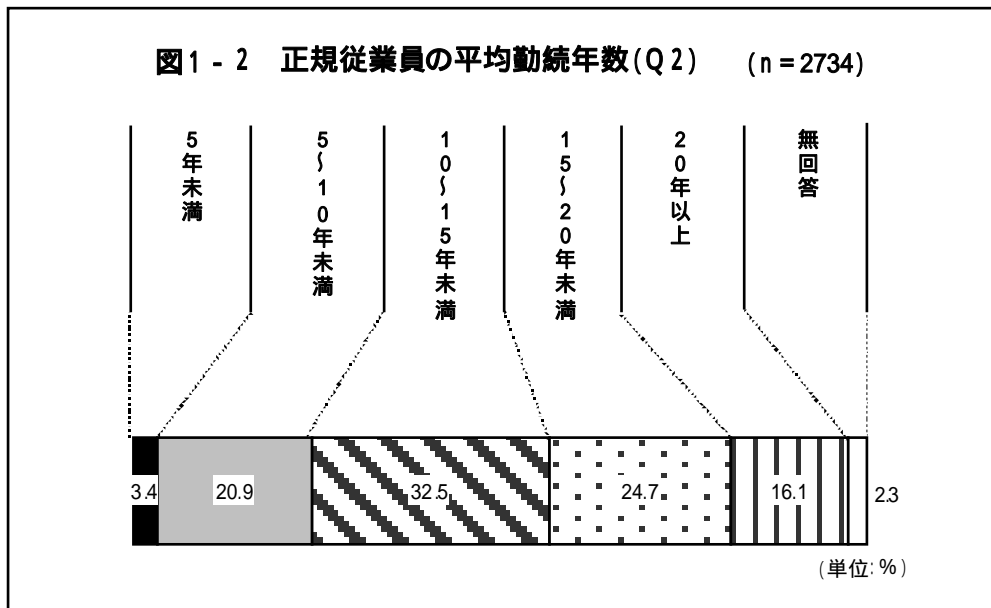 図1-2 正規従業員の平均勤続年数(Q2) (n=2734)
5年未満
5~10年未満
10~15年未満
15~20年未満
20年以上
無回答
3.4 20.9 32.5 24.7 16.1 2.3
(単位:%)